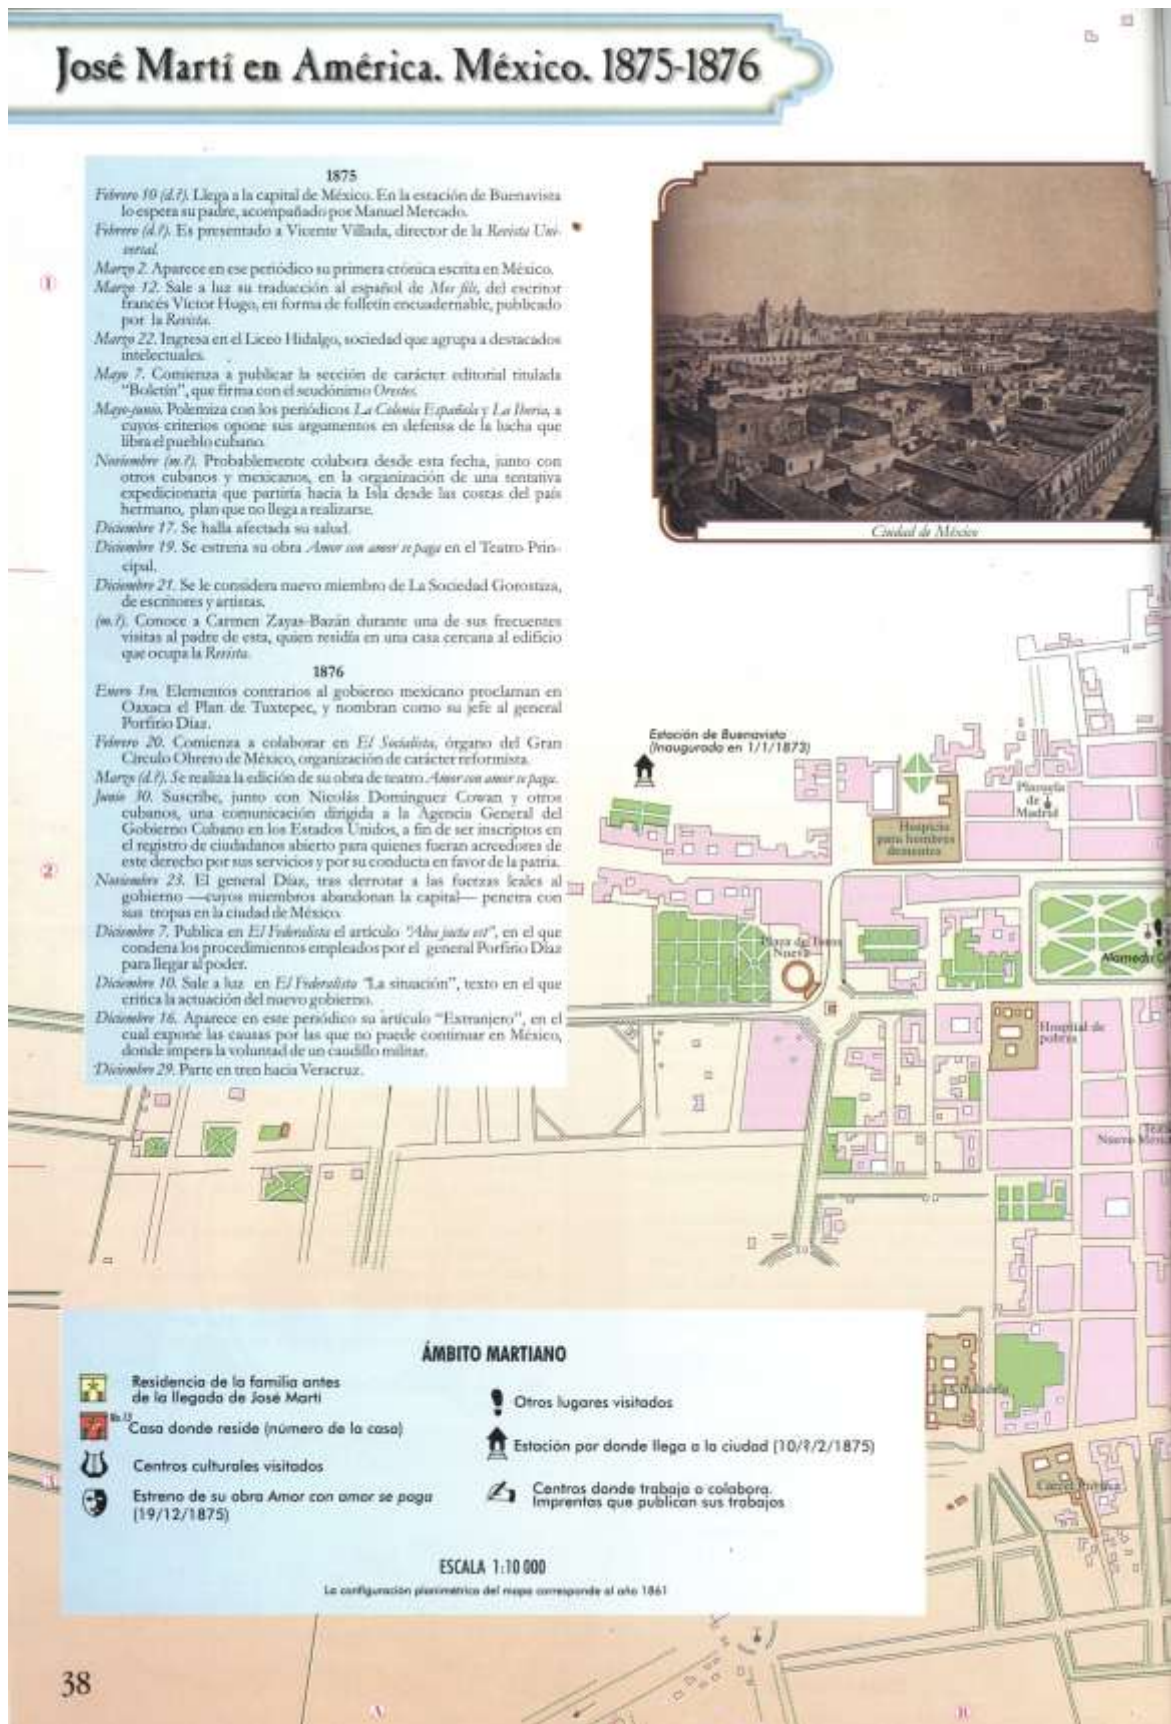 José Martí en América. México. 1875-1876
1875
Febrero 10 (d.?). Llega a la capital de México. En la estación de Buenavista
lo espera su padre, acompañado por Manuel Mercado.
Febrero (d.?). Es presentado a Vicente Villada, director de la Revista Uni-
versal.
Marzo 2. Aparece en ese periódico su primera crónica escrita en México.
Marzo 12. Sale a luz su traducción al español de Mes fils, del escritor
francés Víctor Hugo, en forma de folletín encuadernable, publicado
por la Revista.
Marzo 22. Ingresa en el Liceo Hidalgo, sociedad que agrupa a destacados
intelectuales.
Mayo 7. Comienza a publicar la sección de carácter editorial titulada
"Boletín", que firma con el seudónimo Orestes.
Mayo-junio. Polemiza con los periódicos La Colonia Española y La Iberia, a
cuyos criterios opone sus argumentos en defensa de la lucha que
libra el pueblo cubano.
Noviembre (m.?). Probablemente colabora desde esta fecha, junto con
otros cubanos y mexicanos, en la organización de una tentativa
expedicionaria que partiría hacia la Isla desde las costas del país
hermano, plan que no llega a realizarse.
Diciembre 17. Se halla afectada su salud.
Diciembre 19. Se estrena su obra Amor con amor se paga en el Teatro Prin-
cipal.
Diciembre 21. Se le considera nuevo miembro de La Sociedad Gorostiza,
de escritores y artistas.
(m.?). Conoce a Carmen Zayas-Bazán durante una de sus frecuentes
visitas al padre de esta, quien residía en una casa cercana al edificio
que ocupa la Revista.
1876
Enero 1ro. Elementos contrarios al gobierno mexicano proclaman en
Oaxaca el Plan de Tuxtepec, y nombran como su jefe al general
Porfirio Díaz.
Febrero 20. Comienza a colaborar en El Socialista, órgano del Gran
Círculo Obrero de México, organización de carácter reformista.
Marzo (d.?). Se realiza la edición de su obra de teatro Amor con amor se paga.
Junio 30. Suscribe, junto con Nicolás Domínguez Cowan y otros
cubanos, una comunicación dirigida a la Agencia General del
Gobierno Cubano en los Estados Unidos, a fin de ser inscriptos en
el registro de ciudadanos abierto para quienes fueran acreedores de
este derecho por sus servicios y por su conducta en favor de la patria.
Noviembre 23. El general Díaz, tras derrotar a las fuerzas leales al
gobierno —cuyos miembros abandonan la capital— penetra con
sus tropas en la ciudad de México.
Diciembre 7. Publica en El Federalista el artículo "Alea jacta est", en el que
condena los procedimientos empleados por el general Porfirio Díaz
para llegar al poder.
Diciembre 10. Sale a luz en El Federalista "La situación", texto en el que
critica la actuación del nuevo gobierno.
Diciembre 16. Aparece en este periódico su artículo "Extranjero", en el
cual expone las causas por las que no puede continuar en México,
donde impera la voluntad de un caudillo militar.
Diciembre 29. Parte en tren hacia Veracruz.
Ciudad de México
Estación de Buenavista
(Inaugurada en 1/1/1873)
Plazuela
de
Madrid
Hospicio
para hombres
dementes
Plaza de Toros
Nueva
Alameda
Hospital de
pobres
Nuevo
La Ciudadela
Cárcel
1
2
3
ÁMBITO MARTIANO
Residencia de la familia antes
de la llegada de José Martí
No.12
Casa donde reside (número de la casa)
Centros culturales visitados
Estreno de su obra Amor con amor se paga
(19/12/1875)
Otros lugares visitados
Estación por donde llega a la ciudad (10/?/2/1875)
Centros donde trabaja o colabora.
Imprentas que publican sus trabajos
ESCALA 1:10 000
La configuración planimétrica del mapa corresponde al año 1861
38
A
B